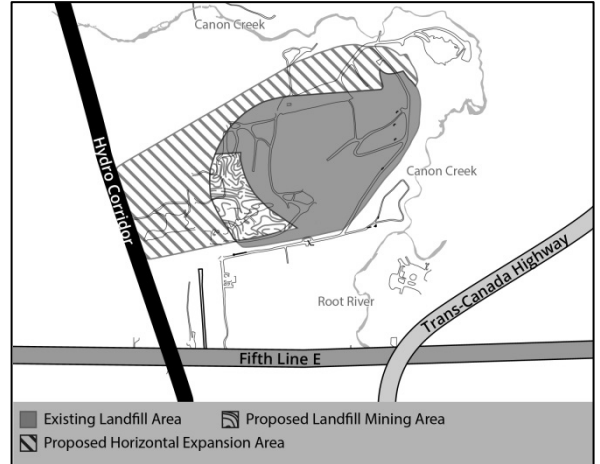 Canon Creek
Hydro Corridor
Canon Creek
Root River
Trans-Canada Highway
Fifth Line E
Existing Landfill Area
Proposed Landfill Mining Area
Proposed Horizontal Expansion Area